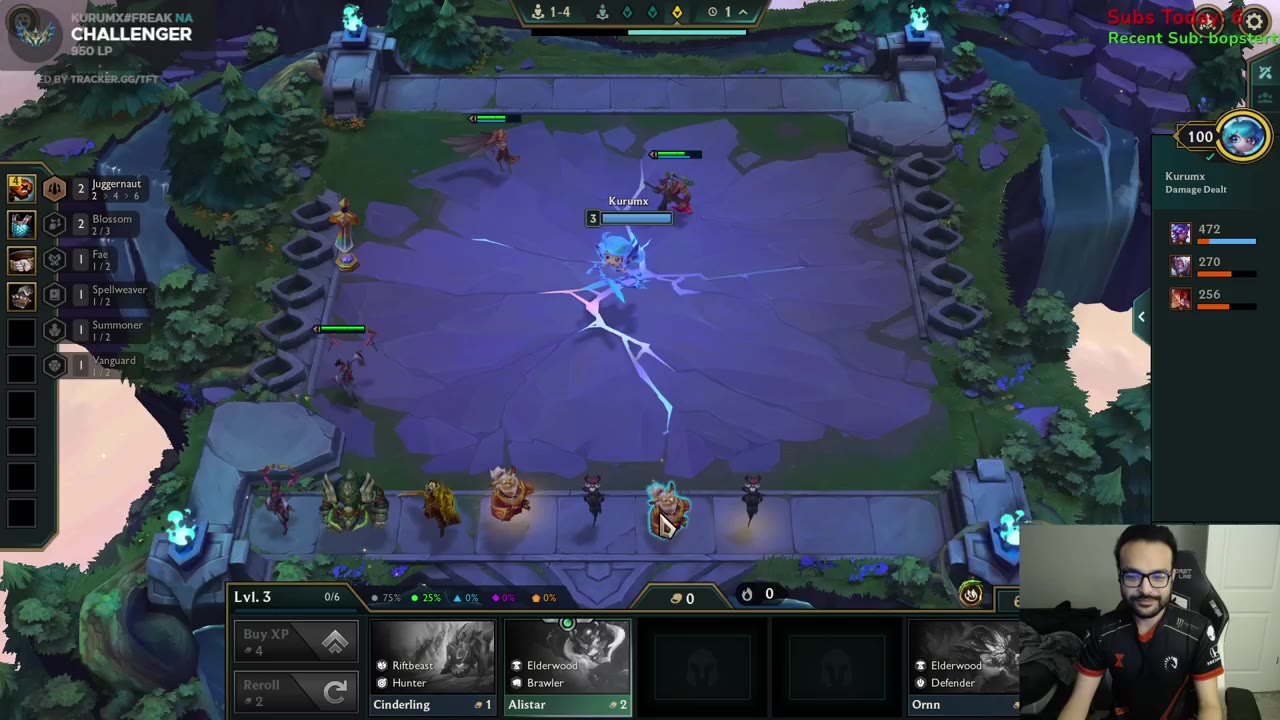 KURUMX#FREAK NA
CHALLENGER
950 LP
ED BY TRACKER.GG/TFT
1-4
1
Subs Today: 6
Recent Sub: bopstert
100
Kurumx
Damage Dealt
472
270
256
4
2 Juggernaut
2 > 4 > 6
2 Blossom
2 / 3
1 Fae
1 / 2
1 Spellweaver
1 / 2
1 Summoner
1 / 2
1 Vanguard
1 / 2
Kurumx
3
Lvl. 3
0/6
75%
25%
0%
0%
0%
0
0
Buy XP
4
Reroll
2
Riftbeast
Hunter
Cinderling
1
Elderwood
Brawler
Alistar
2
Elderwood
Defender
Ornn